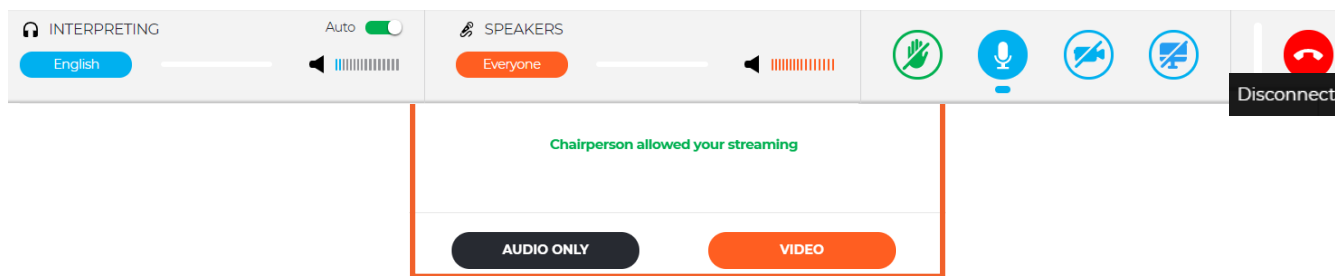 INTERPRETING
Auto
SPEAKERS
English
Everyone
Disconnect
Chairperson allowed your streaming
AUDIO ONLY
VIDEO